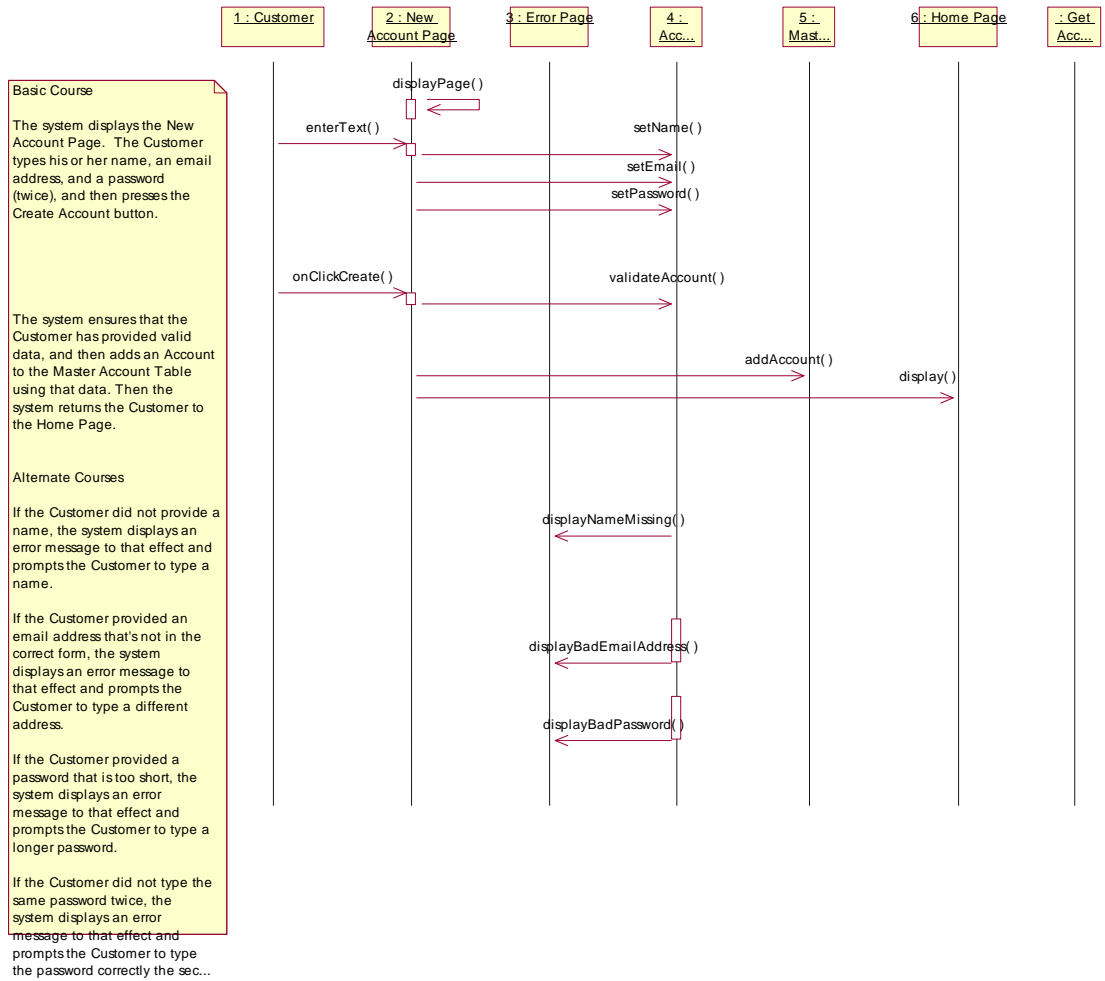 1 : Customer
2 : New
Account Page
3 : Error Page
4 :
Acc...
5 :
Mast...
6 : Home Page
: Get
Acc...
Basic Course
The system displays the New
Account Page.  The Customer
types his or her name, an email
address, and a password
(twice), and then presses the
Create Account button.
The system ensures that the
Customer has provided valid
data, and then adds an Account
to the Master Account Table
using that data. Then the
system returns the Customer to
the Home Page.
Alternate Courses
If the Customer did not provide a
name, the system displays an
error message to that effect and
prompts the Customer to type a
name.
If the Customer provided an
email address that's not in the
correct form, the system
displays an error message to
that effect and prompts the
Customer to type a different
address.
If the Customer provided a
password that is too short, the
system displays an error
message to that effect and
prompts the Customer to type a
longer password.
If the Customer did not type the
same password twice, the
system displays an error
message to that effect and
prompts the Customer to type
the password correctly the sec...
displayPage( )
enterText( )
setName( )
setEmail( )
setPassword( )
onClickCreate( )
validateAccount( )
addAccount( )
display( )
displayNameMissing( )
displayBadEmailAddress( )
displayBadPassword( )